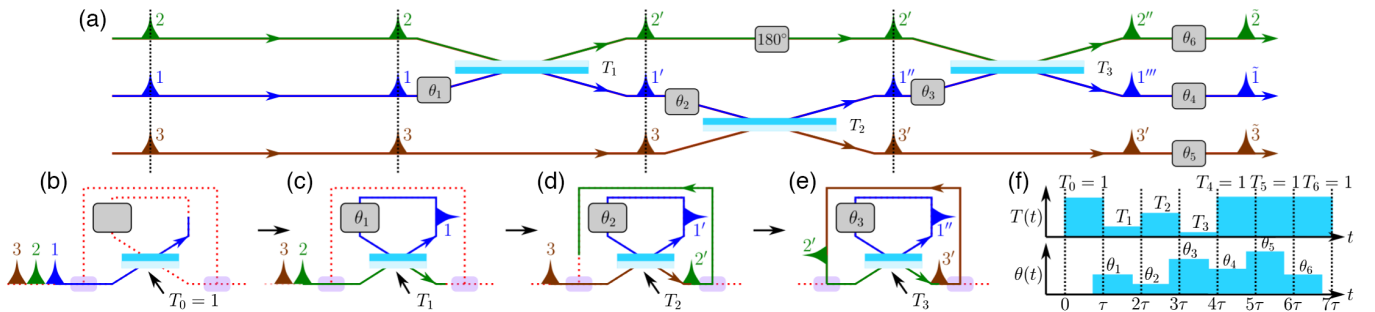 (a)
2 2 2′ 180° 2′ 2″ θ₆ 2̃
T₁ T₃
1 1 θ₁ 1′ θ₂ 1″ θ₃ 1‴ θ₄ 1̃
T₂
3 3 3′ 3′ 3′ θ₅ 3̃
(b) (c) (d) (e) (f)
T₀ = 1 T₄ = 1 T₅ = 1 T₆ = 1
T(t) T₁ T₂ T₃ t
θ₁ θ₂ θ₃
1 1′ 1″
3 2 1 3 2 3 2′ 2′ 3′
T₀ = 1 T₁ T₂ T₃
θ(t) θ₁ θ₂ θ₃ θ₄ θ₅ θ₆ t
0 τ 2τ 3τ 4τ 5τ 6τ 7τ